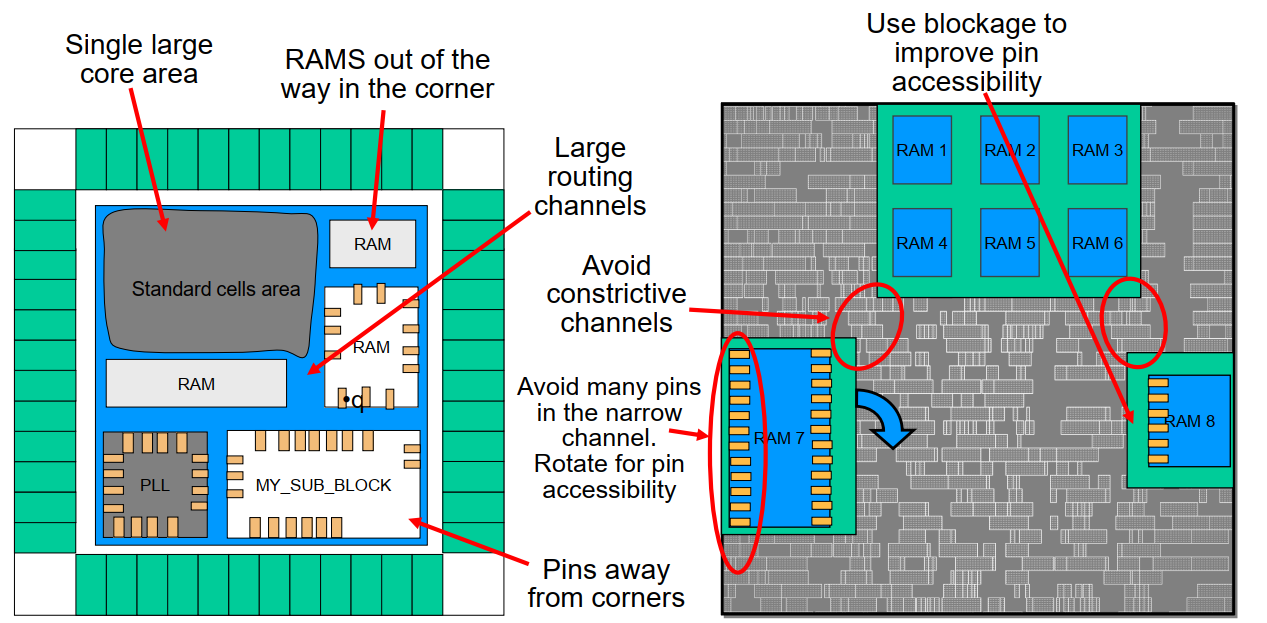 Single large
core area
RAMS out of the
way in the corner
Large
routing
channels
RAM
Standard cells area
RAM
RAM
q
PLL
MY_SUB_BLOCK
Pins away
from corners
Use blockage to
improve pin
accessibility
RAM 1
RAM 2
RAM 3
RAM 4
RAM 5
RAM 6
Avoid
constrictive
channels
Avoid many pins
in the narrow
channel.
Rotate for pin
accessibility
RAM 7
RAM 8